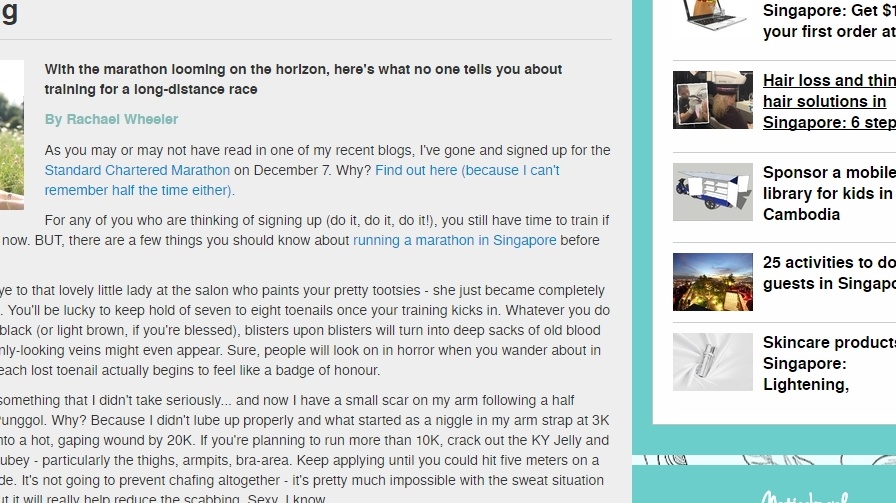 g
With the marathon looming on the horizon, here's what no one tells you about
training for a long-distance race
By Rachael Wheeler
As you may or may not have read in one of my recent blogs, I've gone and signed up for the
Standard Chartered Marathon on December 7. Why? Find out here (because I can't
remember half the time either).
For any of you who are thinking of signing up (do it, do it, do it!), you still have time to train if
now. BUT, there are a few things you should know about running a marathon in Singapore before
ye to that lovely little lady at the salon who paints your pretty tootsies - she just became completely
. You'll be lucky to keep hold of seven to eight toenails once your training kicks in. Whatever you do
black (or light brown, if you're blessed), blisters upon blisters will turn into deep sacks of old blood
nly-looking veins might even appear. Sure, people will look on in horror when you wander about in
each lost toenail actually begins to feel like a badge of honour.
something that I didn't take seriously... and now I have a small scar on my arm following a half
Punggol. Why? Because I didn't lube up properly and what started as a niggle in my arm strap at 3K
nto a hot, gaping wound by 20K. If you're planning to run more than 10K, crack out the KY Jelly and
ubey - particularly the thighs, armpits, bra-area. Keep applying until you could hit five meters on a
de. It's not going to prevent chafing altogether - it's pretty much impossible with the sweat situation
ut it will really help reduce the scabbing. Sexy, I know.
Singapore: Get $1
your first order at
Hair loss and thin
hair solutions in
Singapore: 6 step
Sponsor a mobile
library for kids in
Cambodia
25 activities to do
guests in Singapo
Skincare products
Singapore:
Lightening,